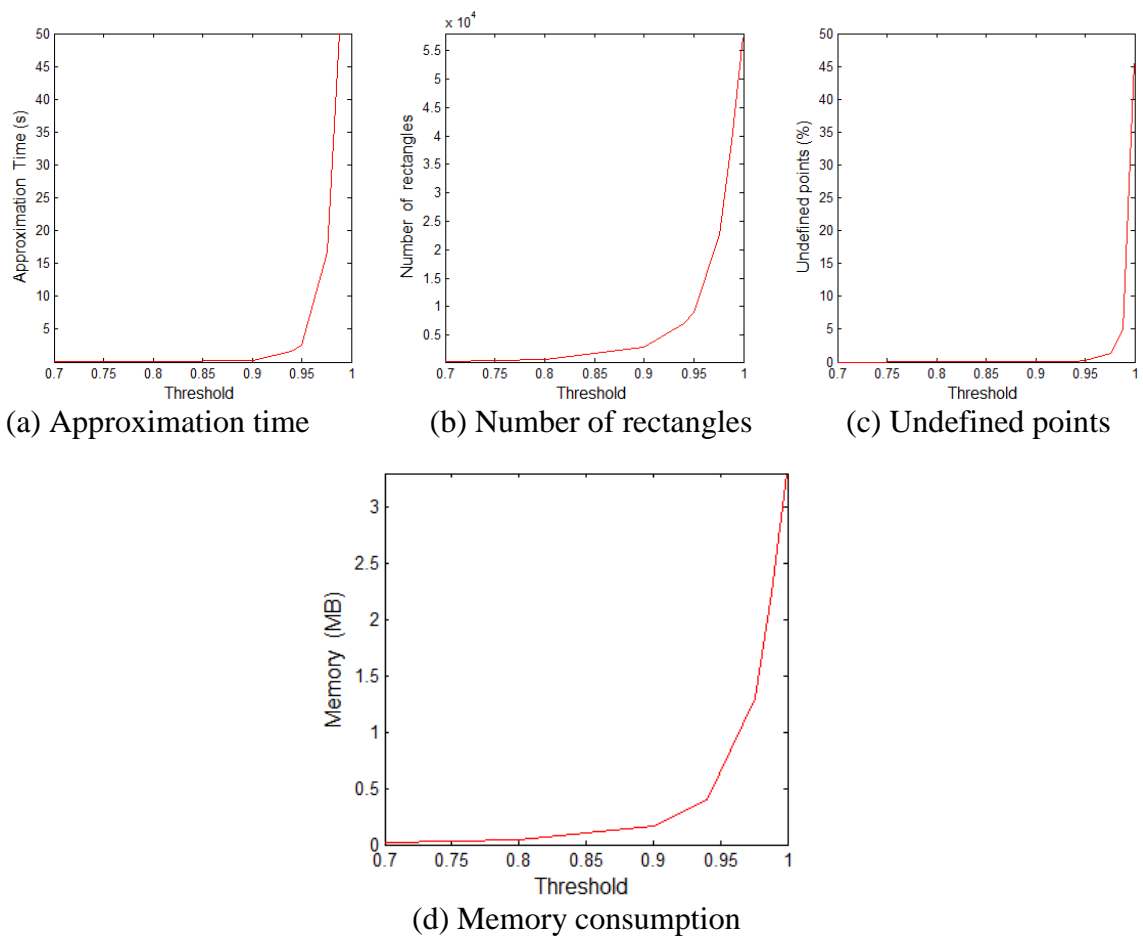 50
45
40
35
30
25
20
15
10
5
Approximation Time (s)
0.7 0.75 0.8 0.85 0.9 0.95 1
Threshold
(a) Approximation time
x 10⁴
5.5
5
4.5
4
3.5
3
2.5
2
1.5
1
0.5
Number of rectangles
0.7 0.75 0.8 0.85 0.9 0.95 1
Threshold
(b) Number of rectangles
50
45
40
35
30
25
20
15
10
5
0
Undefined points (%)
0.7 0.75 0.8 0.85 0.9 0.95 1
Threshold
(c) Undefined points
3
2.5
2
1.5
1
0.5
0
Memory (MB)
0.7 0.75 0.8 0.85 0.9 0.95 1
Threshold
(d) Memory consumption